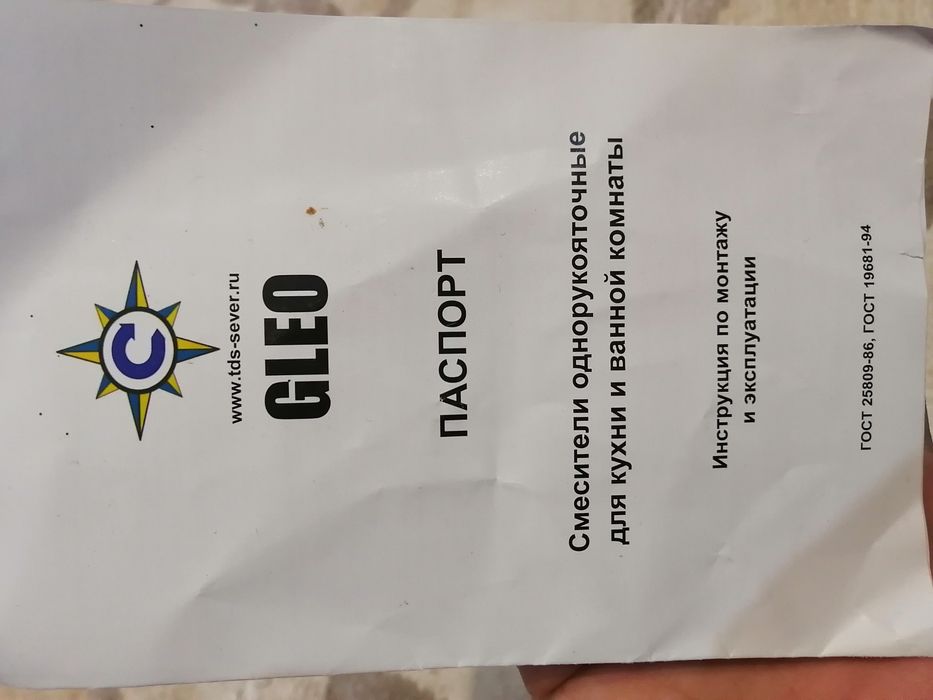 С
www.tds-sever.ru
GLEO
ПАСПОРТ
Смесители однорукояточные
для кухни и ванной комнаты
Инструкция по монтажу
и эксплуатации
ГОСТ 25809-86, ГОСТ 19681-94